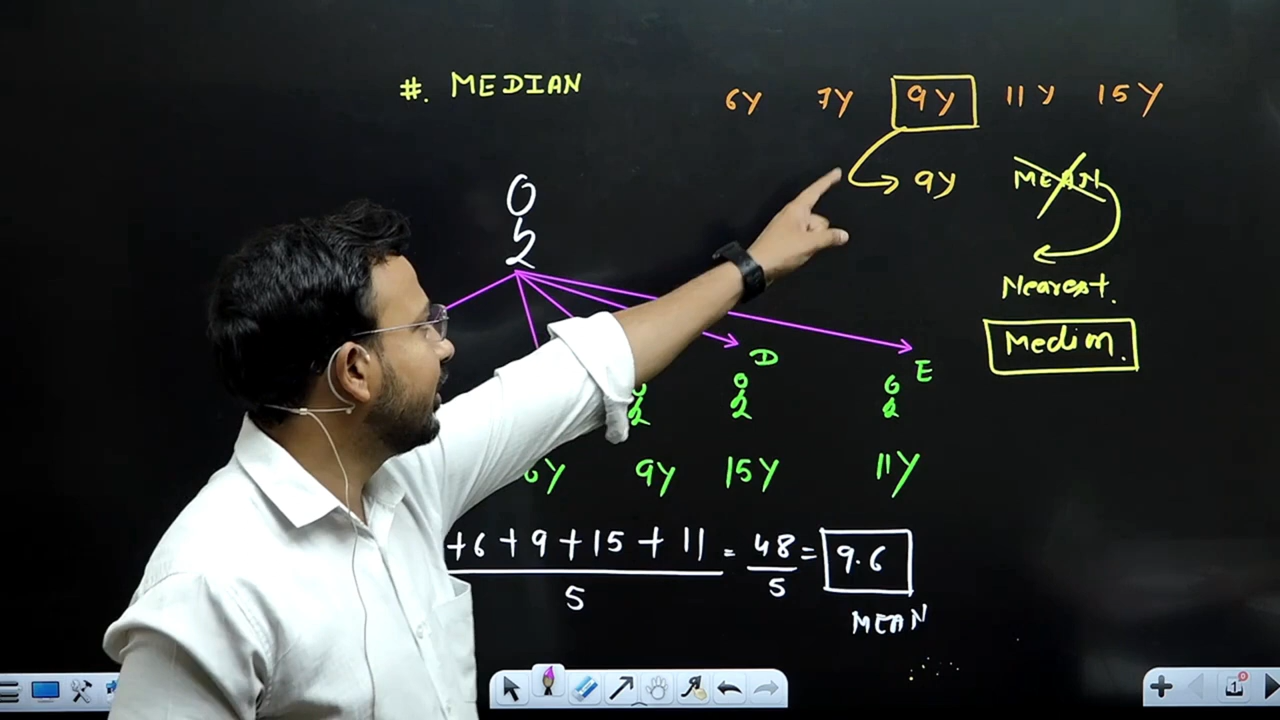 #. MEDIAN
6Y 7Y 9Y 11Y 15Y
9Y
MEAN
Nearest.
Median.
D
E
6Y 9Y 15Y 11Y
+6 + 9 + 15 + 11 = 48 = 9.6
5 5
MEAN